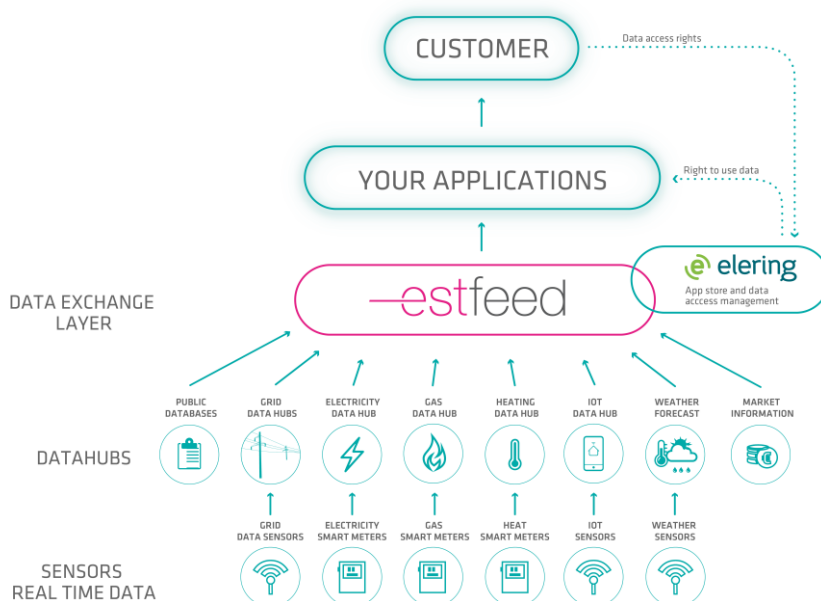 CUSTOMER
Data access rights
YOUR APPLICATIONS
Right to use data
DATA EXCHANGE
LAYER
estfeed
e elering
App store and data
acccess management
PUBLIC
DATABASES
GRID
DATA HUBS
ELECTRICITY
DATA HUB
GAS
DATA HUB
HEATING
DATA HUB
IOT
DATA HUB
WEATHER
FORECAST
MARKET
INFORMATION
DATAHUBS
GRID
DATA SENSORS
ELECTRICITY
SMART METERS
GAS
SMART METERS
HEAT
SMART METERS
IOT
SENSORS
WEATHER
SENSORS
SENSORS
REAL TIME DATA